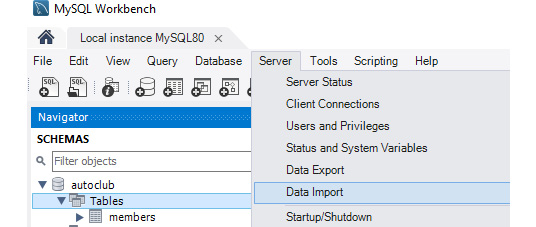 MySQL Workbench
Local instance MySQL80 ×
File Edit View Query Database Server Tools Scripting Help
SQL SQL
Server Status
Client Connections
Users and Privileges
Navigator
SCHEMAS
Status and System Variables
Filter objects
Data Export
autoclub
Data Import
Tables
members
Startup/Shutdown